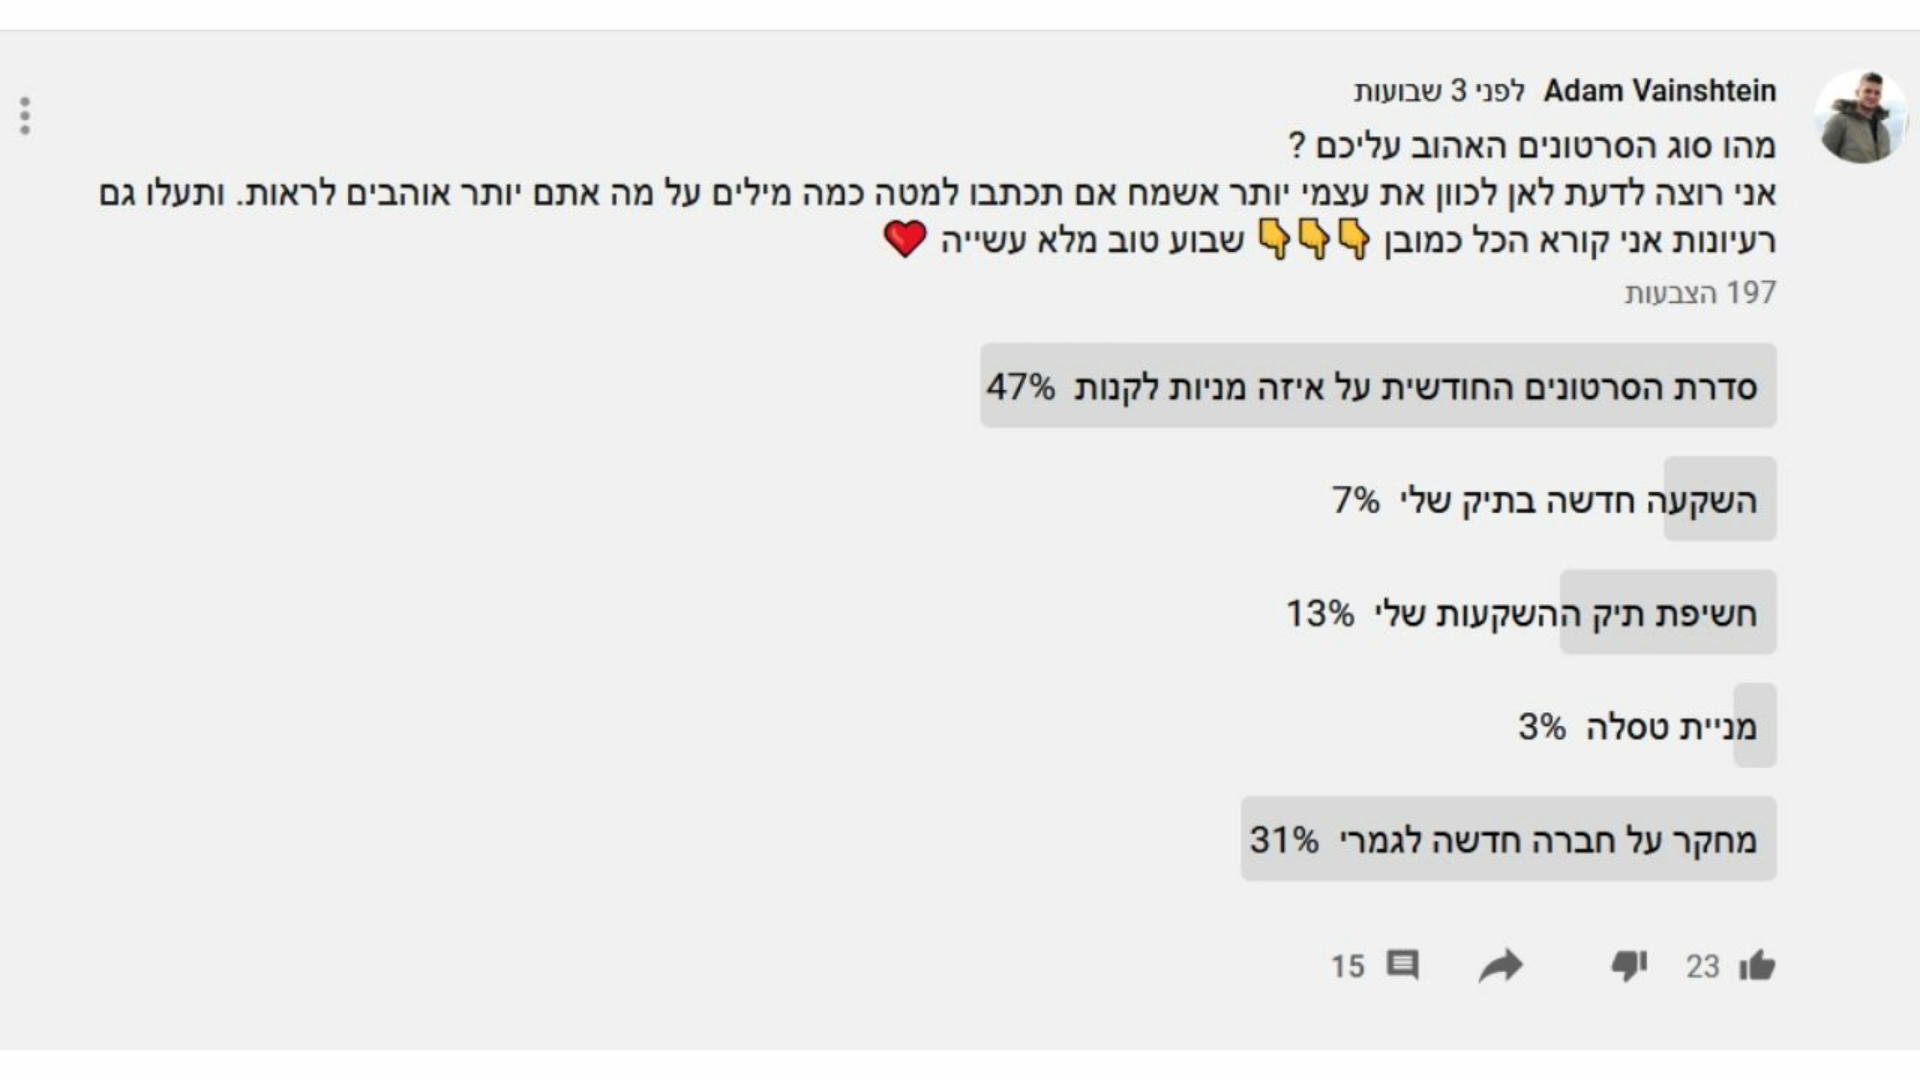 Adam Vainshtein לפני 3 שבועות
מהו סוג הסרטונים האהוב עליכם ?
אני רוצה לדעת לאן לכוון את עצמי יותר אשמח אם תכתבו למטה כמה מילים על מה אתם יותר אוהבים לראות. ותעלו גם
רעיונות אני קורא הכל כמובן 👇👇👇 שבוע טוב מלא עשייה ❤️
197 הצבעות
סדרת הסרטונים החודשית על איזה מניות לקנות 47%
השקעה חדשה בתיק שלי 7%
חשיפת תיק ההשקעות שלי 13%
מניית טסלה 3%
מחקר על חברה חדשה לגמרי 31%
23 15